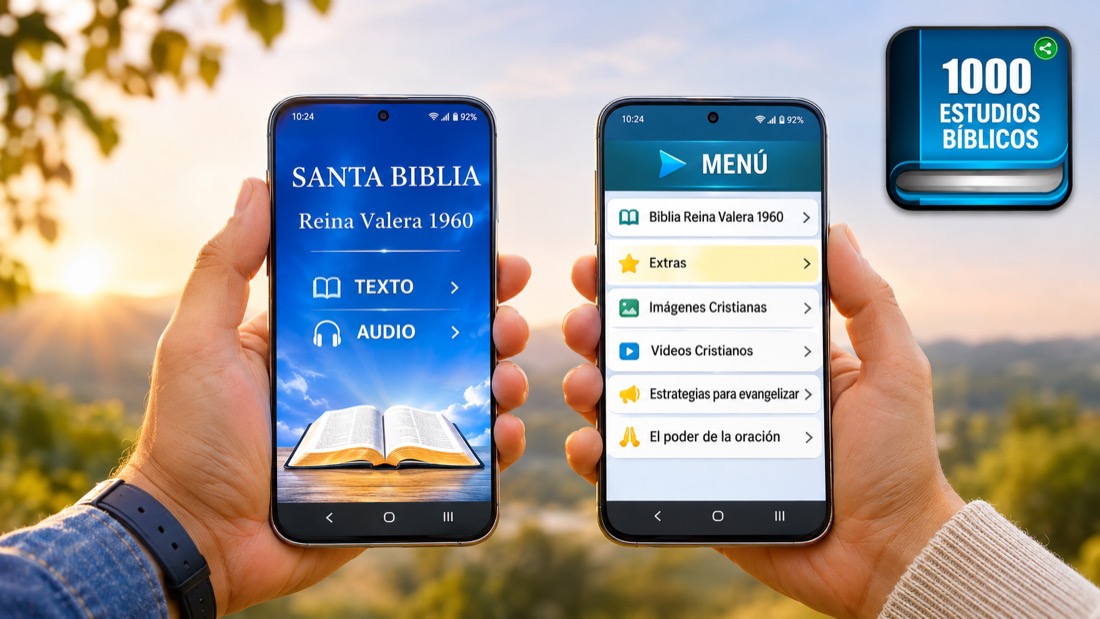 10:24
92%
SANTA BIBLIA
Reina Valera 1960
TEXTO
AUDIO
10:24
92%
MENÚ
Biblia Reina Valera 1960
Extras
Imágenes Cristianas
Videos Cristianos
Estrategias para evangelizar
El poder de la oración
1000
ESTUDIOS
BÍBLICOS